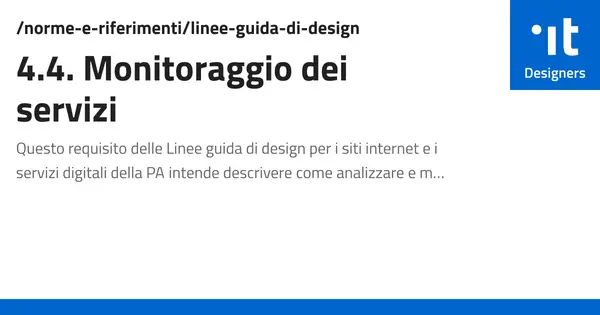 /norme-e-riferimenti/linee-guida-di-design
4.4. Monitoraggio dei
servizi
Questo requisito delle Linee guida di design per i siti internet e i
servizi digitali della PA intende descrivere come analizzare e m...
·it
Designers